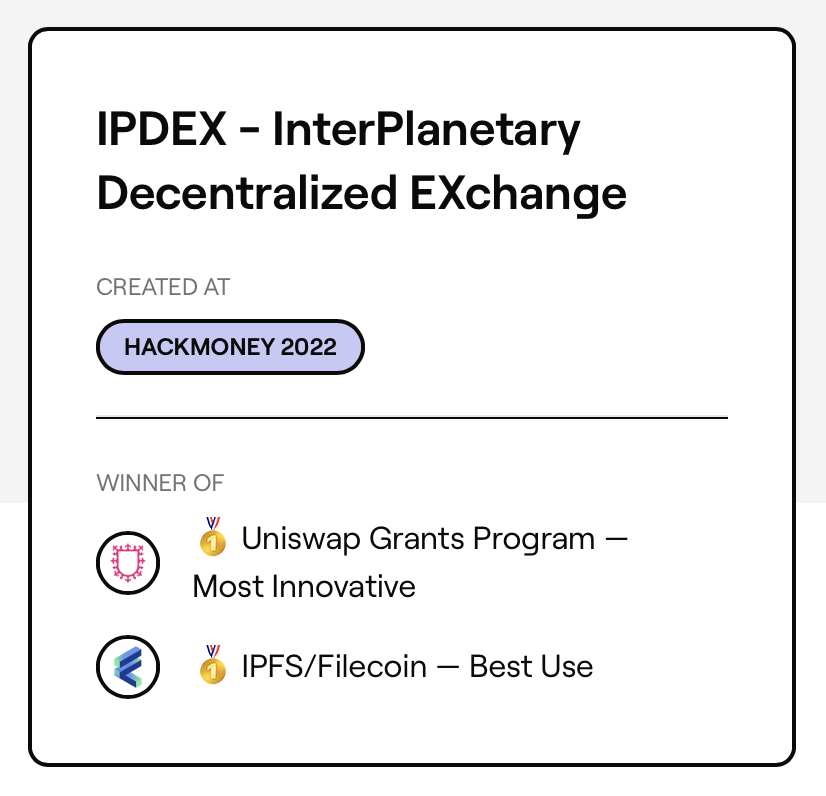 IPDEX - InterPlanetary
Decentralized EXchange
CREATED AT
HACKMONEY 2022
WINNER OF
🥇 Uniswap Grants Program —
Most Innovative
🥇 IPFS/Filecoin — Best Use